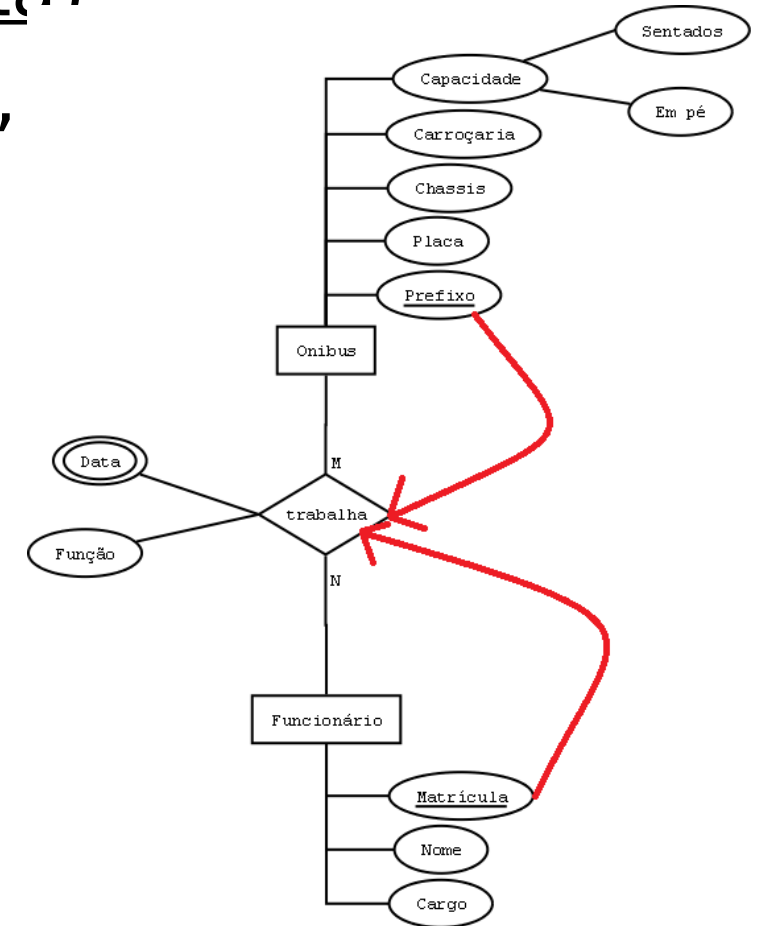 Sentados
Capacidade
Em pé
Carroçaria
Chassis
Placa
Prefixo
Onibus
M
Data
trabalha
Função
N
Funcionário
Matrícula
Nome
Cargo